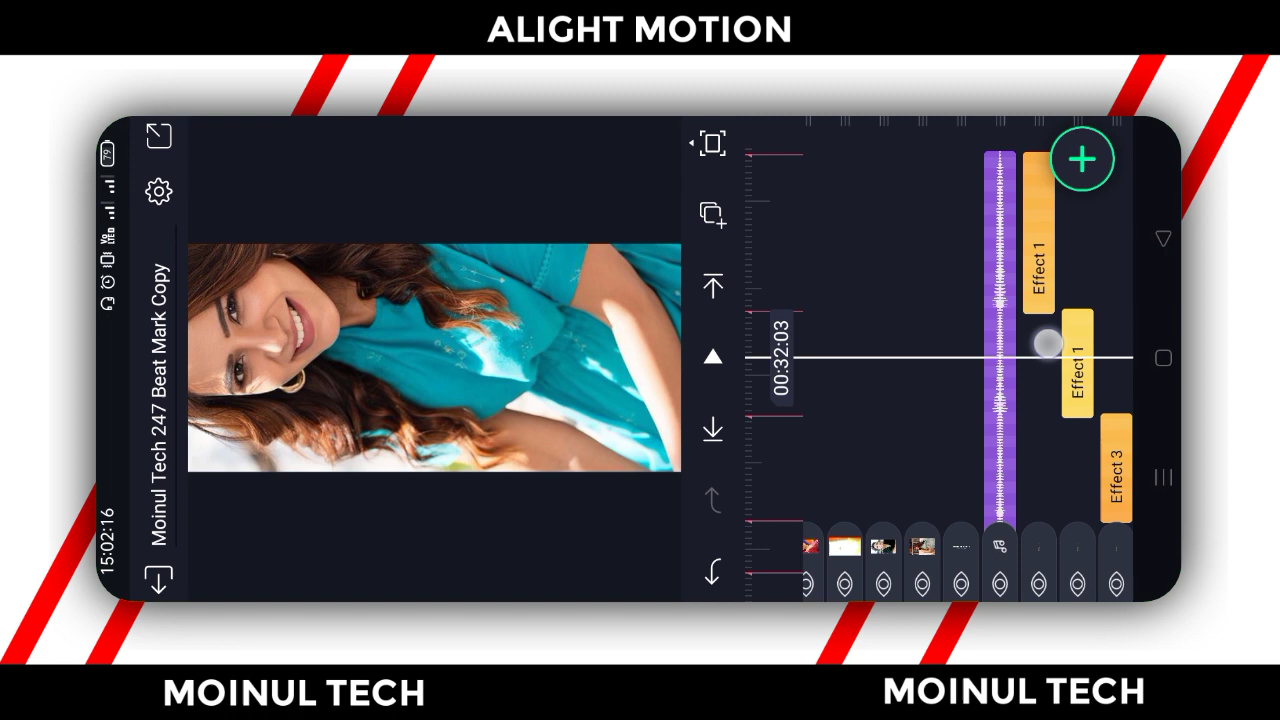 ALIGHT MOTION
15:02:16
79
Moinul Tech 247 Beat Mark Copy
00:32:03
Effect 1
Effect 1
Effect 3
MOINUL TECH
MOINUL TECH